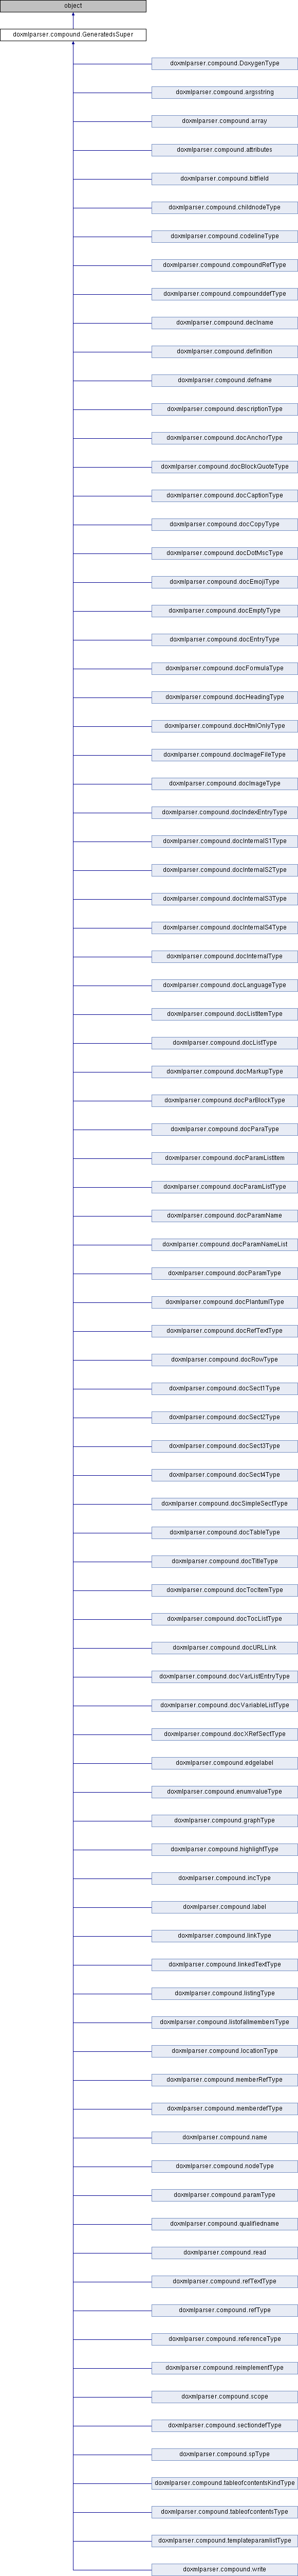 object
doxmlparser.compound.GeneratedsSuper
doxmlparser.compound.DoxygenType
doxmlparser.compound.argsstring
doxmlparser.compound.array
doxmlparser.compound.attributes
doxmlparser.compound.bitfield
doxmlparser.compound.childnodeType
doxmlparser.compound.codelineType
doxmlparser.compound.compoundRefType
doxmlparser.compound.compounddefType
doxmlparser.compound.declname
doxmlparser.compound.definition
doxmlparser.compound.defname
doxmlparser.compound.descriptionType
doxmlparser.compound.docAnchorType
doxmlparser.compound.docBlockQuoteType
doxmlparser.compound.docCaptionType
doxmlparser.compound.docCopyType
doxmlparser.compound.docDotMscType
doxmlparser.compound.docEmojiType
doxmlparser.compound.docEmptyType
doxmlparser.compound.docEntryType
doxmlparser.compound.docFormulaType
doxmlparser.compound.docHeadingType
doxmlparser.compound.docHtmlOnlyType
doxmlparser.compound.docImageFileType
doxmlparser.compound.docImageType
doxmlparser.compound.docIndexEntryType
doxmlparser.compound.docInternalS1Type
doxmlparser.compound.docInternalS2Type
doxmlparser.compound.docInternalS3Type
doxmlparser.compound.docInternalS4Type
doxmlparser.compound.docInternalType
doxmlparser.compound.docLanguageType
doxmlparser.compound.docListItemType
doxmlparser.compound.docListType
doxmlparser.compound.docMarkupType
doxmlparser.compound.docParBlockType
doxmlparser.compound.docParaType
doxmlparser.compound.docParamListItem
doxmlparser.compound.docParamListType
doxmlparser.compound.docParamName
doxmlparser.compound.docParamNameList
doxmlparser.compound.docParamType
doxmlparser.compound.docPlantumlType
doxmlparser.compound.docRefTextType
doxmlparser.compound.docRowType
doxmlparser.compound.docSect1Type
doxmlparser.compound.docSect2Type
doxmlparser.compound.docSect3Type
doxmlparser.compound.docSect4Type
doxmlparser.compound.docSimpleSectType
doxmlparser.compound.docTableType
doxmlparser.compound.docTitleType
doxmlparser.compound.docTocItemType
doxmlparser.compound.docTocListType
doxmlparser.compound.docURLLink
doxmlparser.compound.docVarListEntryType
doxmlparser.compound.docVariableListType
doxmlparser.compound.docXRefSectType
doxmlparser.compound.edgelabel
doxmlparser.compound.enumvalueType
doxmlparser.compound.graphType
doxmlparser.compound.highlightType
doxmlparser.compound.incType
doxmlparser.compound.label
doxmlparser.compound.linkType
doxmlparser.compound.linkedTextType
doxmlparser.compound.listingType
doxmlparser.compound.listofallmembersType
doxmlparser.compound.locationType
doxmlparser.compound.memberRefType
doxmlparser.compound.memberdefType
doxmlparser.compound.name
doxmlparser.compound.nodeType
doxmlparser.compound.paramType
doxmlparser.compound.qualifiedname
doxmlparser.compound.read
doxmlparser.compound.refTextType
doxmlparser.compound.refType
doxmlparser.compound.referenceType
doxmlparser.compound.reimplementType
doxmlparser.compound.scope
doxmlparser.compound.sectiondefType
doxmlparser.compound.spType
doxmlparser.compound.tableofcontentsKindType
doxmlparser.compound.tableofcontentsType
doxmlparser.compound.templateparamlistType
doxmlparser.compound.write